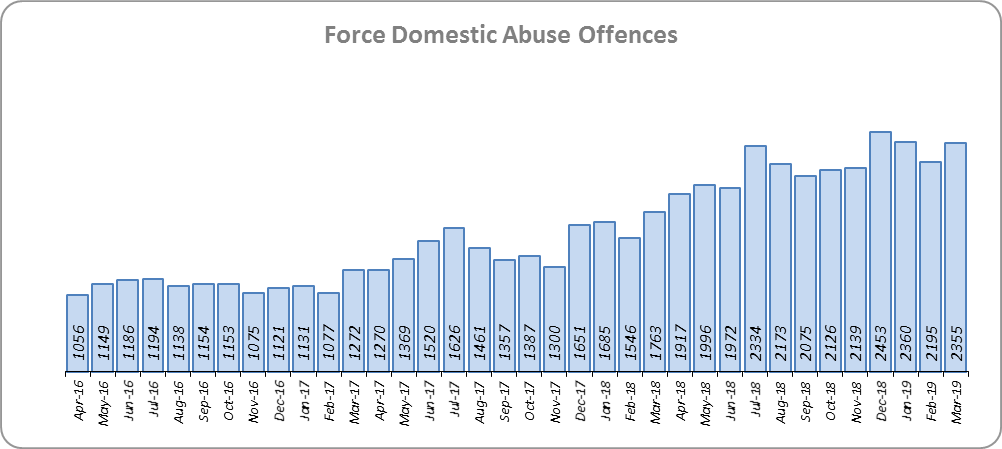 Force Domestic Abuse Offences
1056 1149 1186 1194 1138 1154 1153 1075 1121 1131 1077 1272 1270 1369 1520 1626 1461 1357 1387 1300 1651 1685 1546 1763 1917 1996 1972 2334 2173 2075 2126 2139 2453 2360 2195 2355
Apr-16 May-16 Jun-16 Jul-16 Aug-16 Sep-16 Oct-16 Nov-16 Dec-16 Jan-17 Feb-17 Mar-17 Apr-17 May-17 Jun-17 Jul-17 Aug-17 Sep-17 Oct-17 Nov-17 Dec-17 Jan-18 Feb-18 Mar-18 Apr-18 May-18 Jun-18 Jul-18 Aug-18 Sep-18 Oct-18 Nov-18 Dec-18 Jan-19 Feb-19 Mar-19